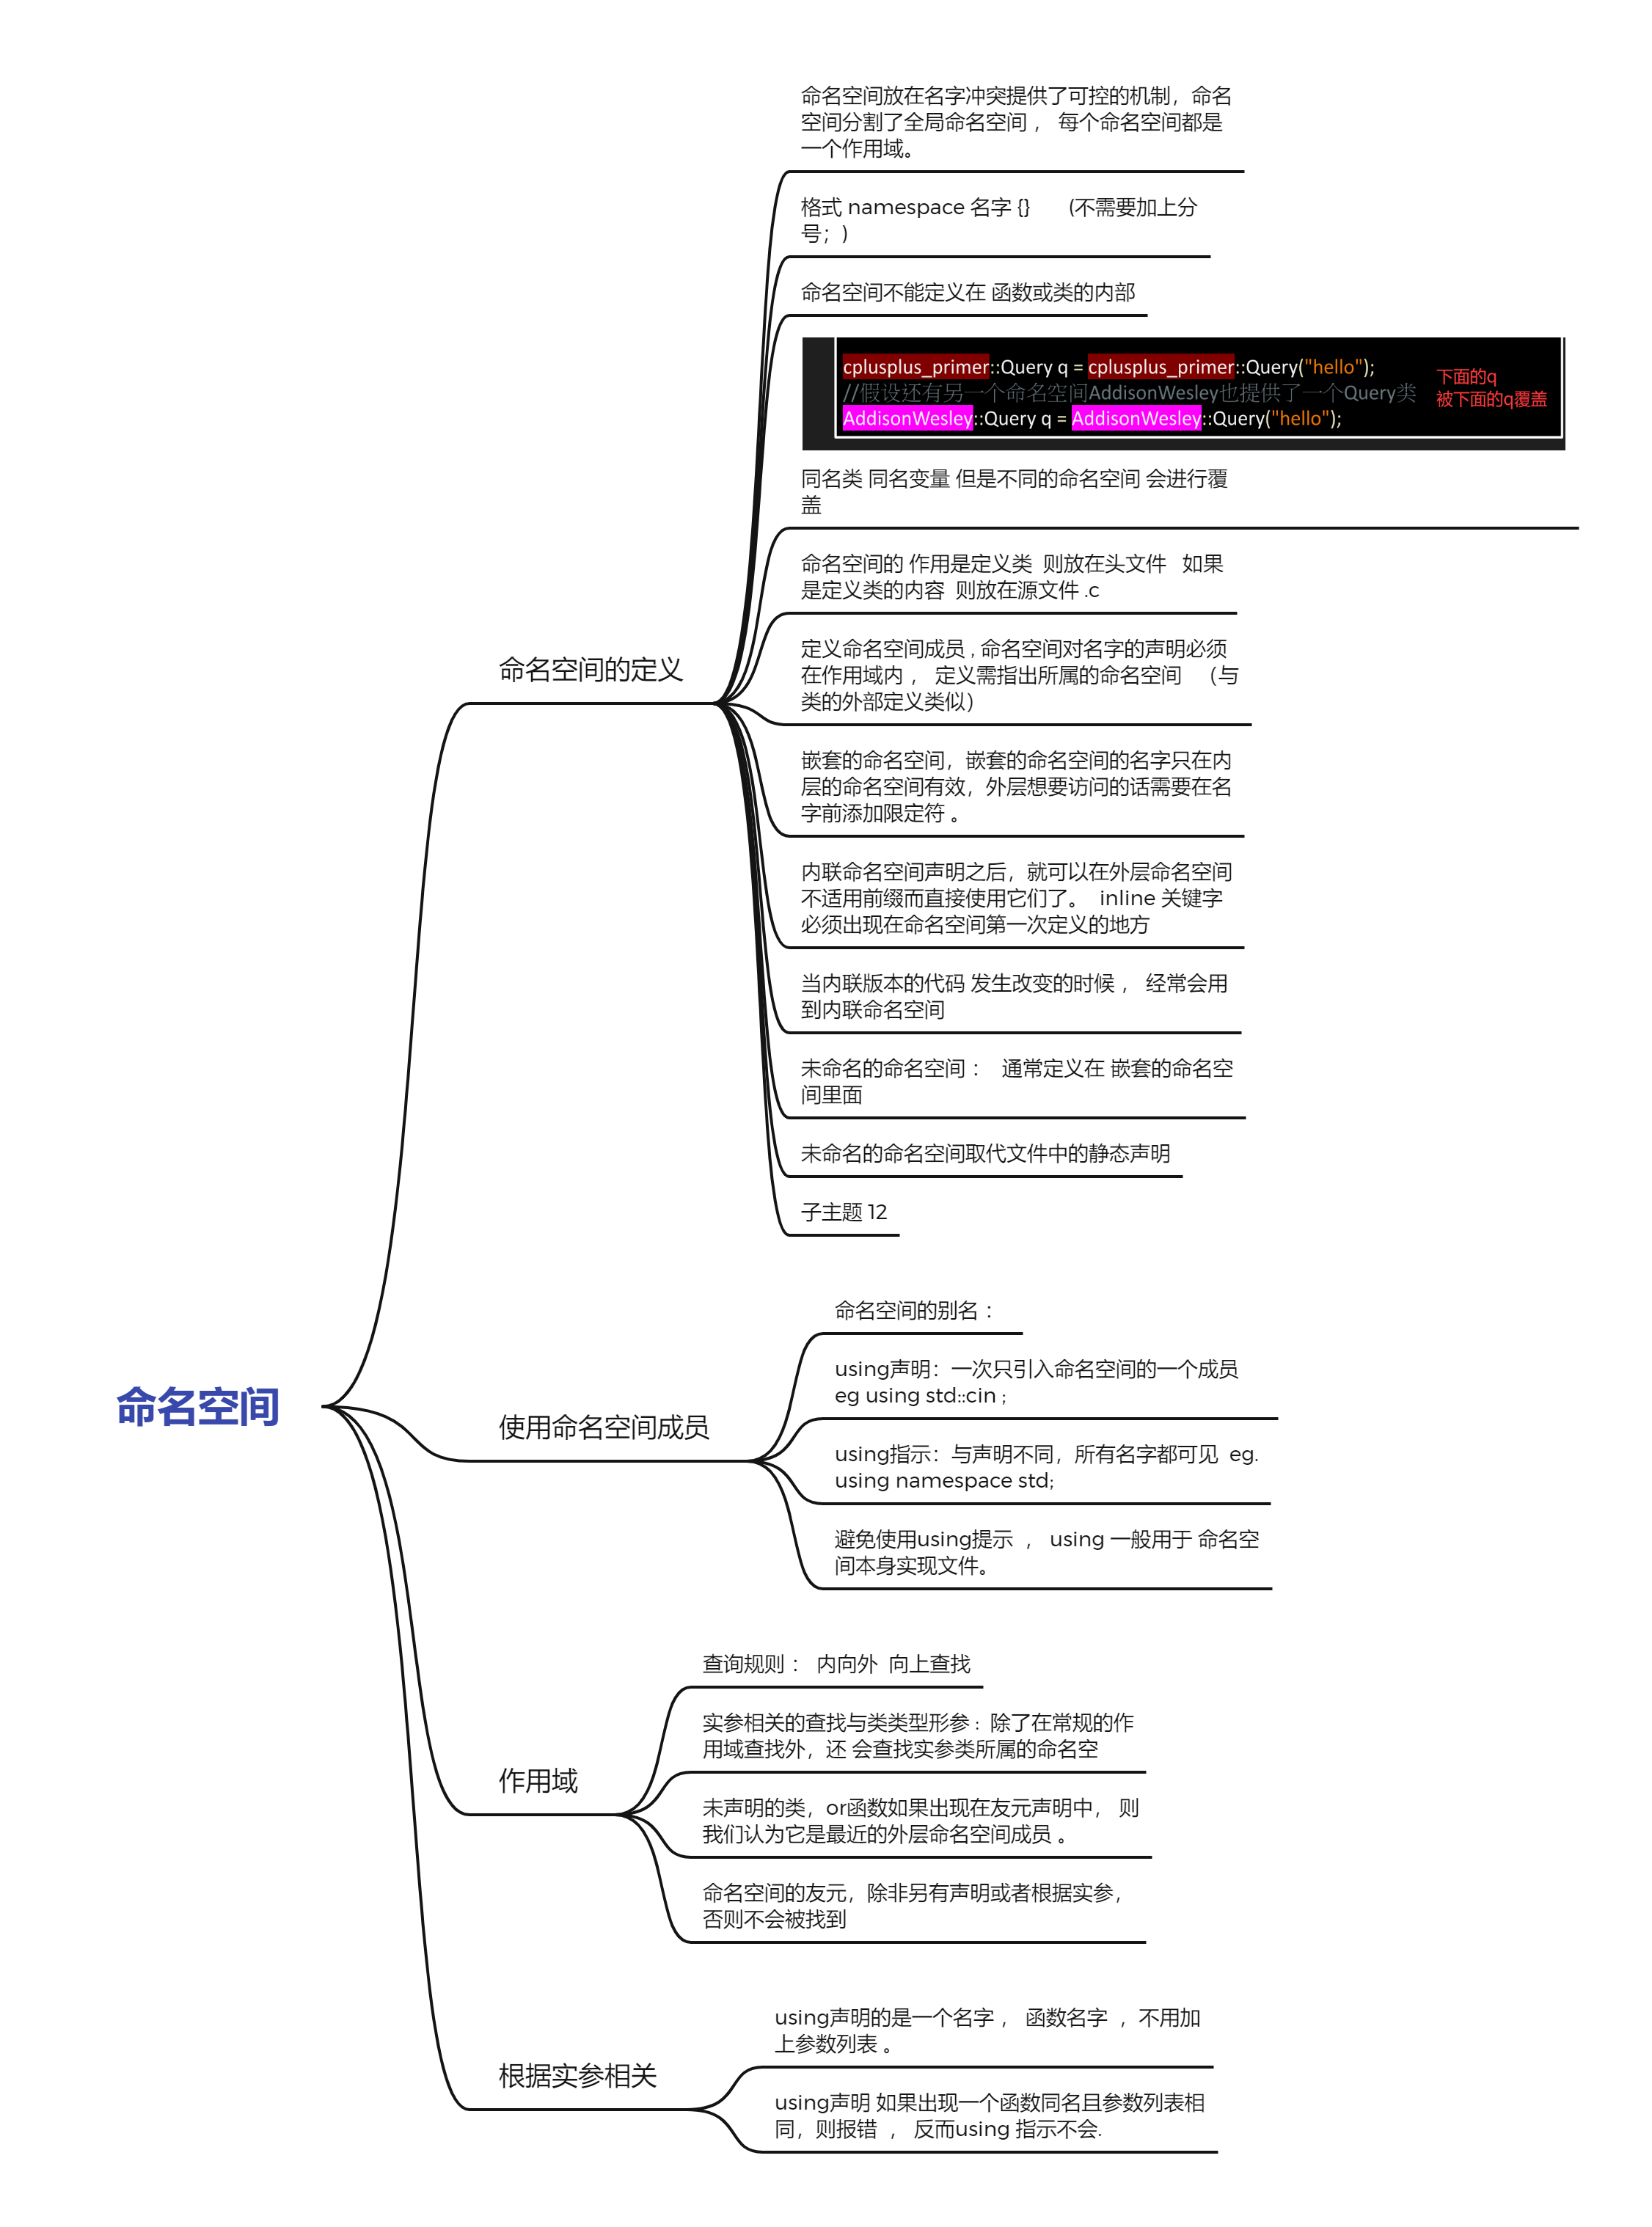 命名空间放在名字冲突提供了可控的机制，命名
空间分割了全局命名空间 ， 每个命名空间都是
一个作用域。
格式 namespace 名字 {} (不需要加上分
号；)
命名空间不能定义在 函数或类的内部
cplusplus_primer::Query q = cplusplus_primer::Query("hello");
//假设还有另一个命名空间AddisonWesley也提供了一个Query类
AddisonWesley::Query q = AddisonWesley::Query("hello");
下面的q
被下面的q覆盖
同名类 同名变量 但是不同的命名空间 会进行覆
盖
命名空间的 作用是定义类 则放在头文件 如果
是定义类的内容 则放在源文件 .c
命名空间的定义
定义命名空间成员 , 命名空间对名字的声明必须
在作用域内 ， 定义需指出所属的命名空间 （与
类的外部定义类似）
嵌套的命名空间，嵌套的命名空间的名字只在内
层的命名空间有效，外层想要访问的话需要在名
字前添加限定符 。
内联命名空间声明之后，就可以在外层命名空间
不适用前缀而直接使用它们了。 inline 关键字
必须出现在命名空间第一次定义的地方
当内联版本的代码 发生改变的时候 ， 经常会用
到内联命名空间
未命名的命名空间 ： 通常定义在 嵌套的命名空
间里面
未命名的命名空间取代文件中的静态声明
子主题 12
命名空间
使用命名空间成员
命名空间的别名 ：
using声明：一次只引入命名空间的一个成员
eg using std::cin ;
using指示：与声明不同，所有名字都可见 eg.
using namespace std;
避免使用using提示 ， using 一般用于 命名空
间本身实现文件。
作用域
查询规则 ： 内向外 向上查找
实参相关的查找与类类型形参 : 除了在常规的作
用域查找外，还 会查找实参类所属的命名空
未声明的类，or函数如果出现在友元声明中， 则
我们认为它是最近的外层命名空间成员 。
命名空间的友元，除非另有声明或者根据实参，
否则不会被找到
根据实参相关
using声明的是一个名字 ， 函数名字 ，不用加
上参数列表 。
using声明 如果出现一个函数同名且参数列表相
同，则报错 ， 反而using 指示不会.